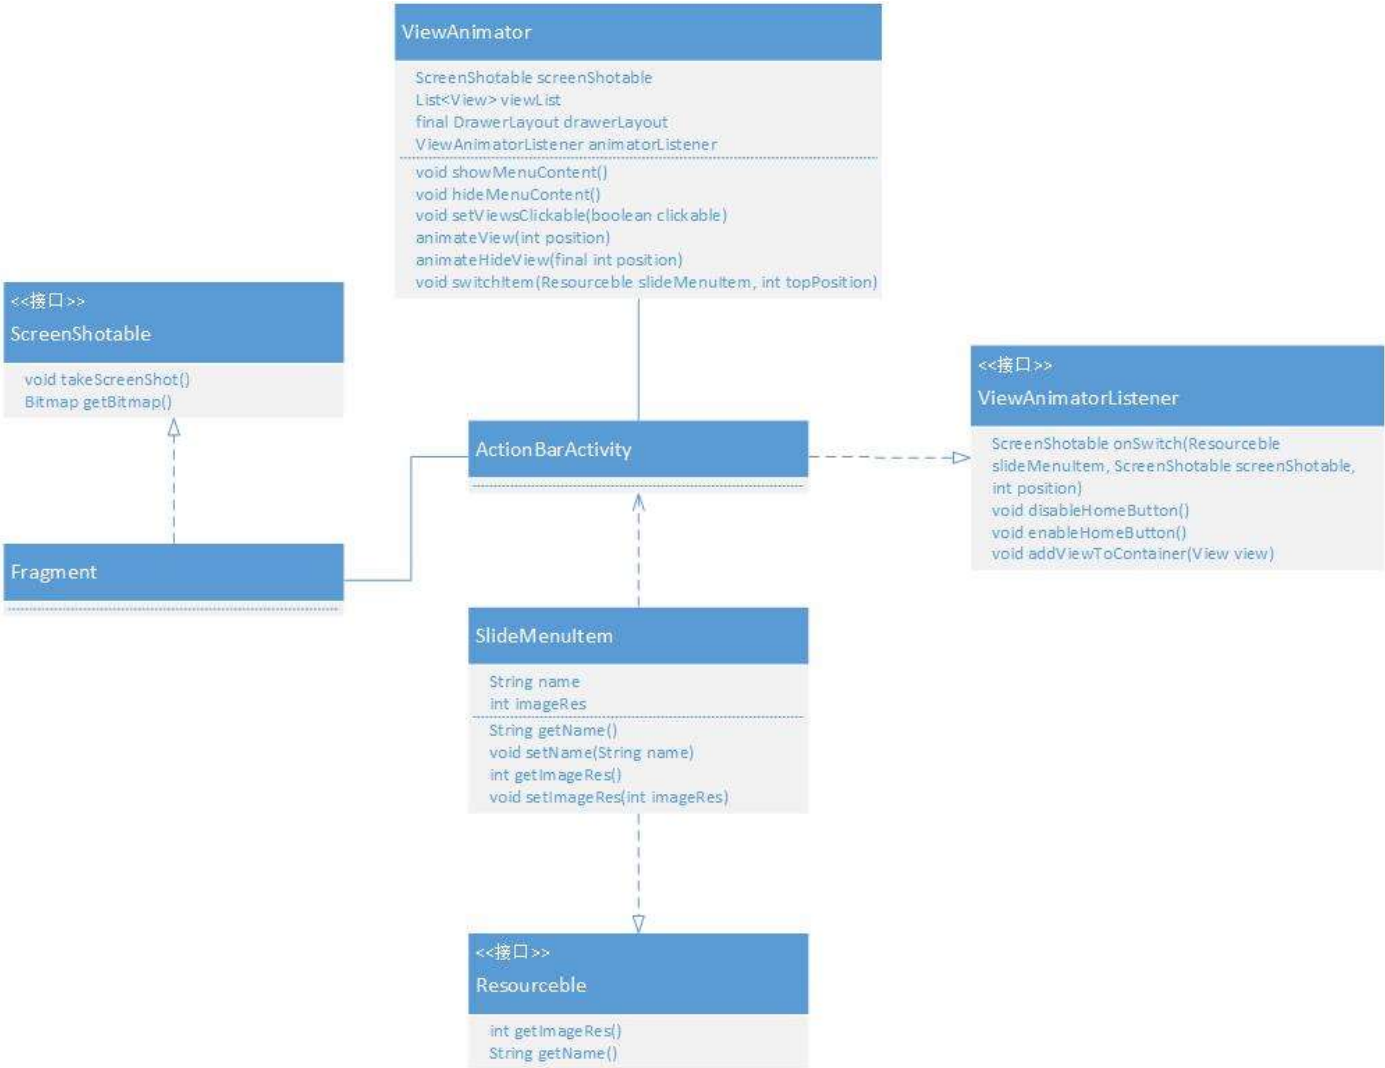 ViewAnimator
ScreenShotable screenShotable
List<View> viewList
final DrawerLayout drawerLayout
ViewAnimatorListener animatorListener
void showMenuContent()
void hideMenuContent()
void setViewsClickable(boolean clickable)
animateView(int position)
animateHideView(final int position)
void switchItem(Resourceble slideMenuItem, int topPosition)
<<接口>>
ScreenShotable
void takeScreenShot()
Bitmap getBitmap()
<<接口>>
ViewAnimatorListener
ScreenShotable onSwitch(Resourceble
slideMenuItem, ScreenShotable screenShotable,
int position)
void disableHomeButton()
void enableHomeButton()
void addViewToContainer(View view)
ActionBarActivity
Fragment
SlideMenuItem
String name
int imageRes
String getName()
void setName(String name)
int getImageRes()
void setImageRes(int imageRes)
<<接口>>
Resourceble
int getImageRes()
String getName()